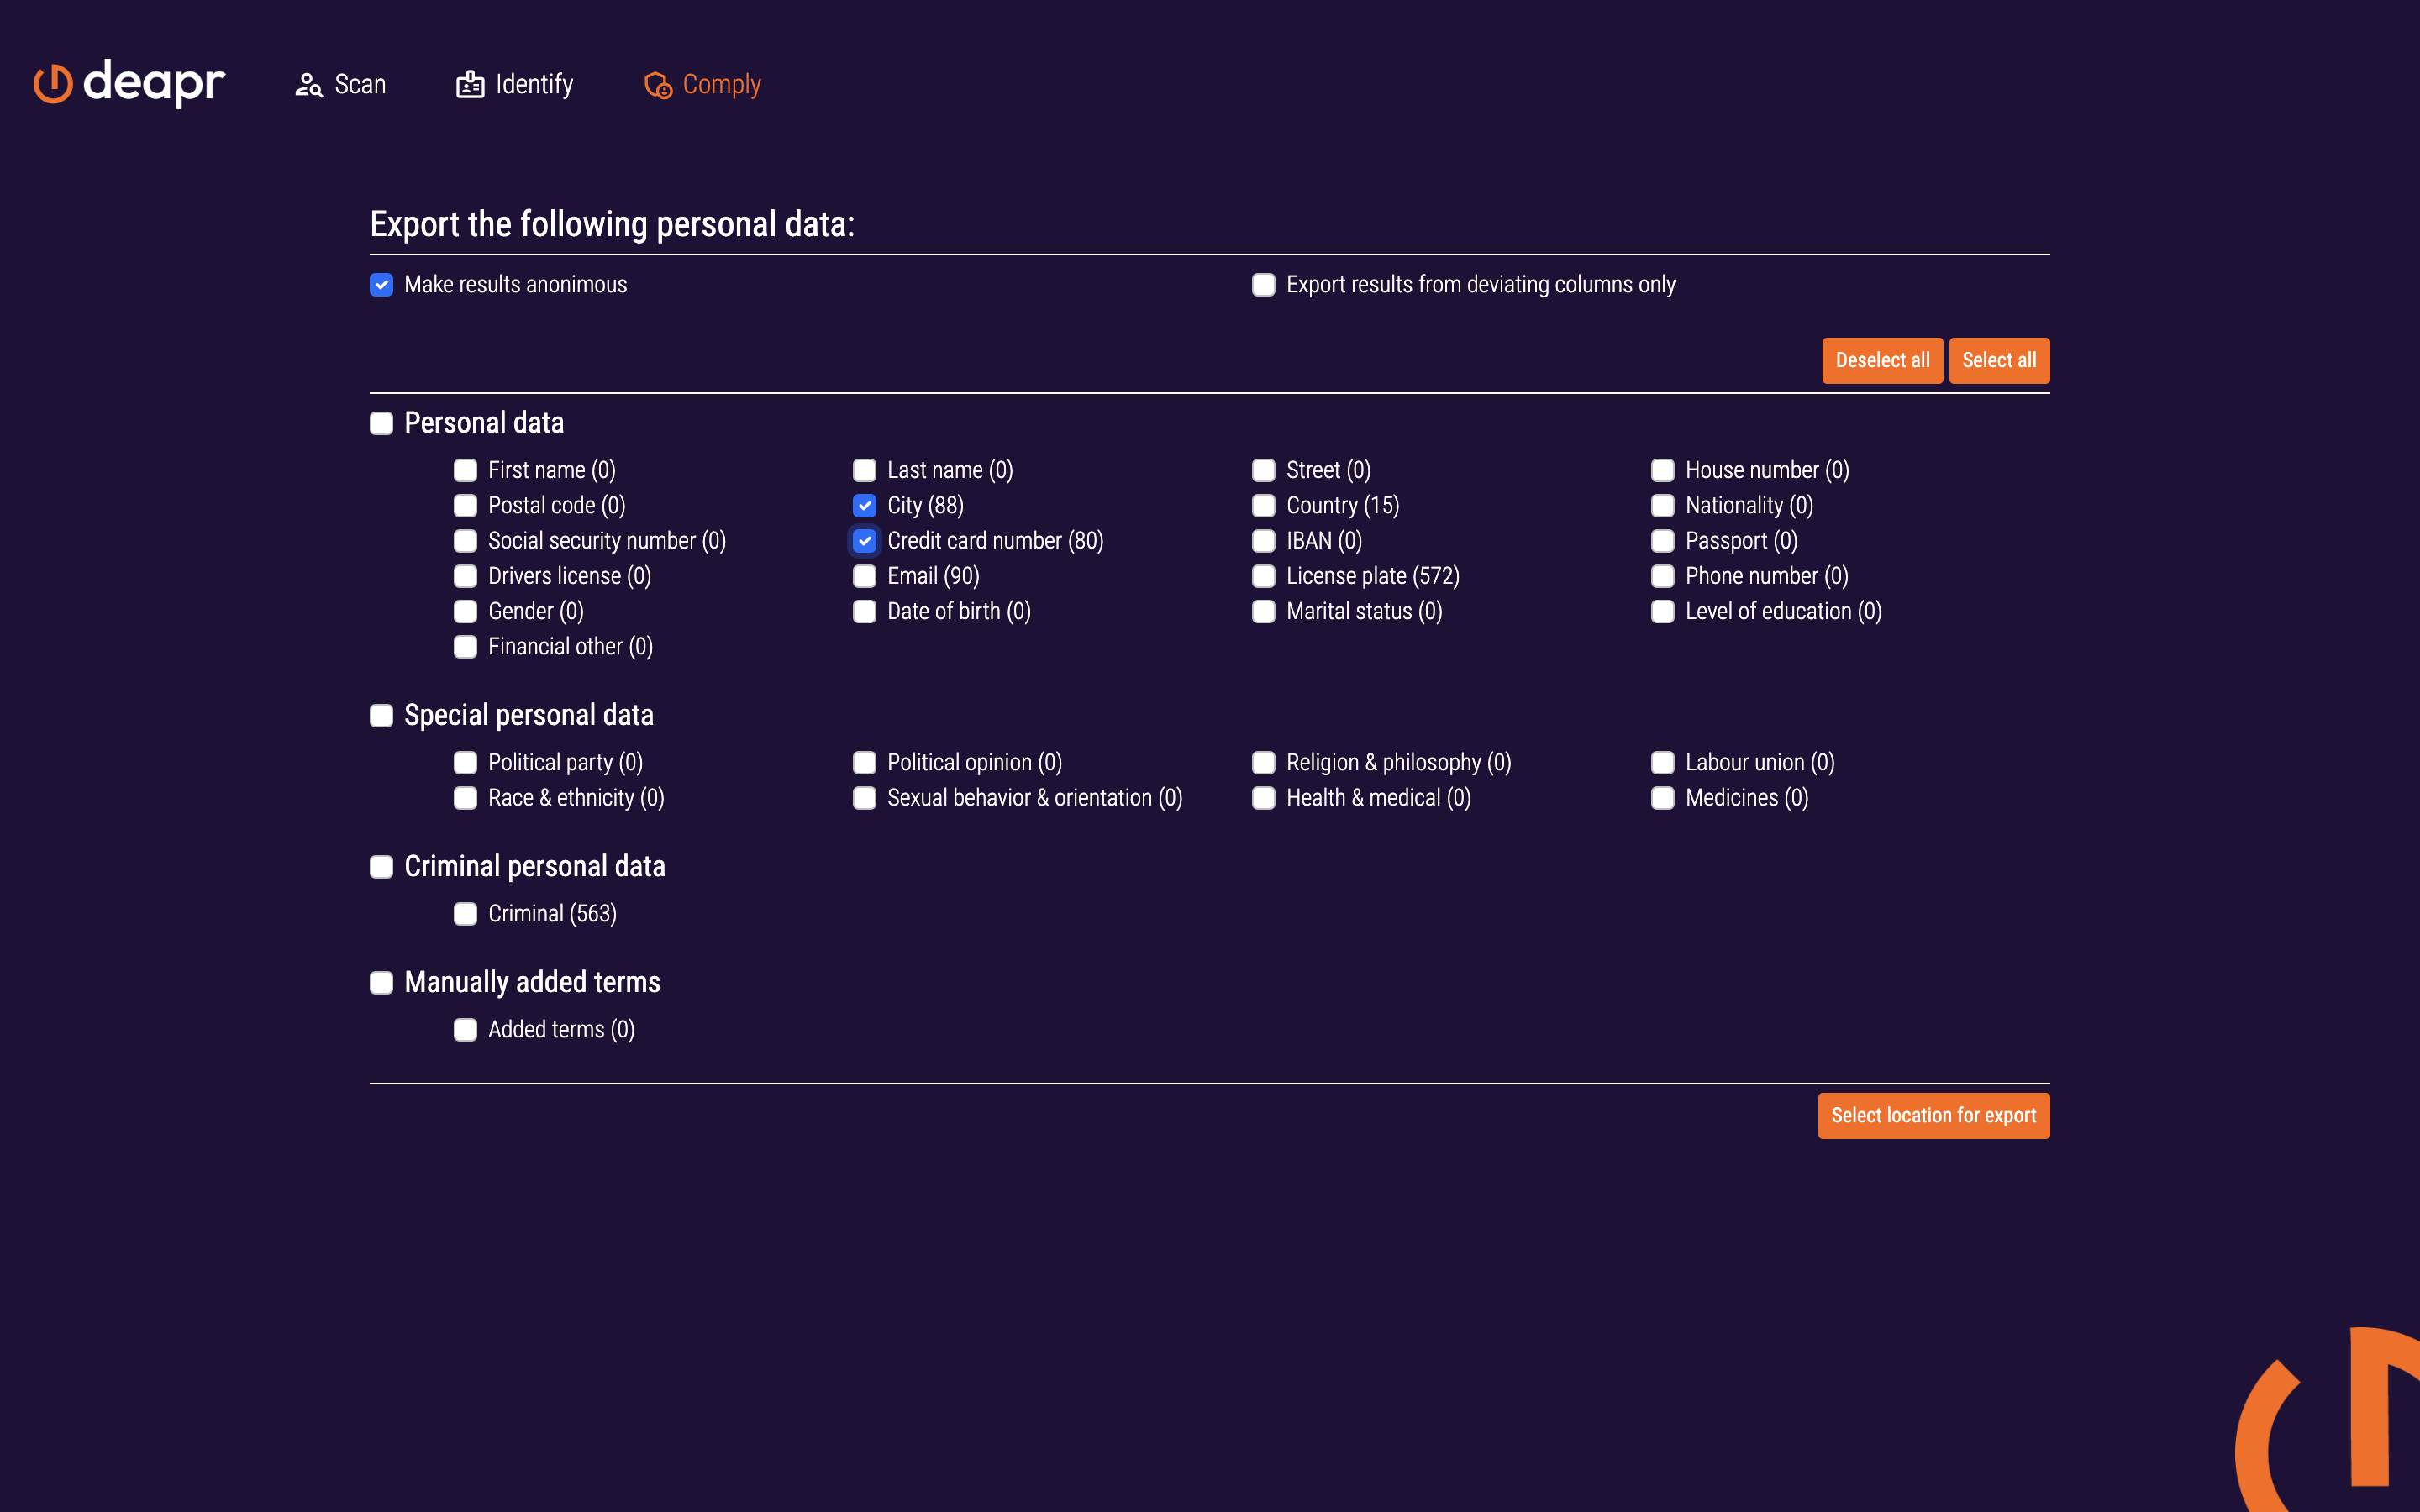 deapr Scan Identify Comply
Export the following personal data:
Make results anonimous Export results from deviating columns only
Deselect all Select all
Personal data
First name (0) Last name (0) Street (0) House number (0)
Postal code (0) City (88) Country (15) Nationality (0)
Social security number (0) Credit card number (80) IBAN (0) Passport (0)
Drivers license (0) Email (90) License plate (572) Phone number (0)
Gender (0) Date of birth (0) Marital status (0) Level of education (0)
Financial other (0)
Special personal data
Political party (0) Political opinion (0) Religion & philosophy (0) Labour union (0)
Race & ethnicity (0) Sexual behavior & orientation (0) Health & medical (0) Medicines (0)
Criminal personal data
Criminal (563)
Manually added terms
Added terms (0)
Select location for export